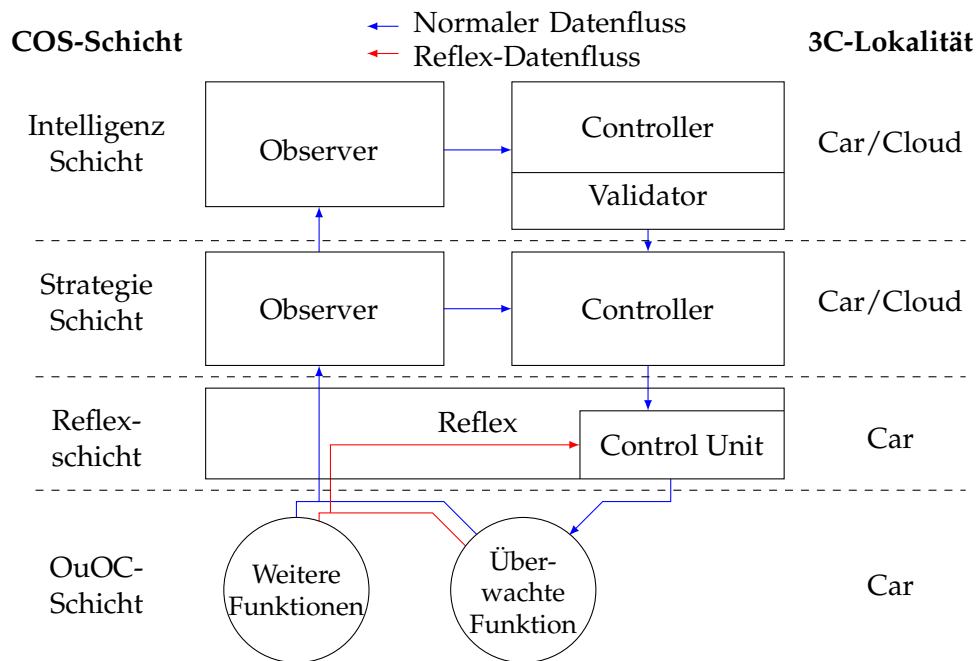 COS-Schicht
Normaler Datenfluss
Reflex-Datenfluss
3C-Lokalität
Intelligenz
Schicht
Observer
Controller
Validator
Car/Cloud
Strategie
Schicht
Observer
Controller
Car/Cloud
Reflex-
schicht
Reflex
Control Unit
Car
OuOC-
Schicht
Weitere
Funktionen
Über-
wachte
Funktion
Car